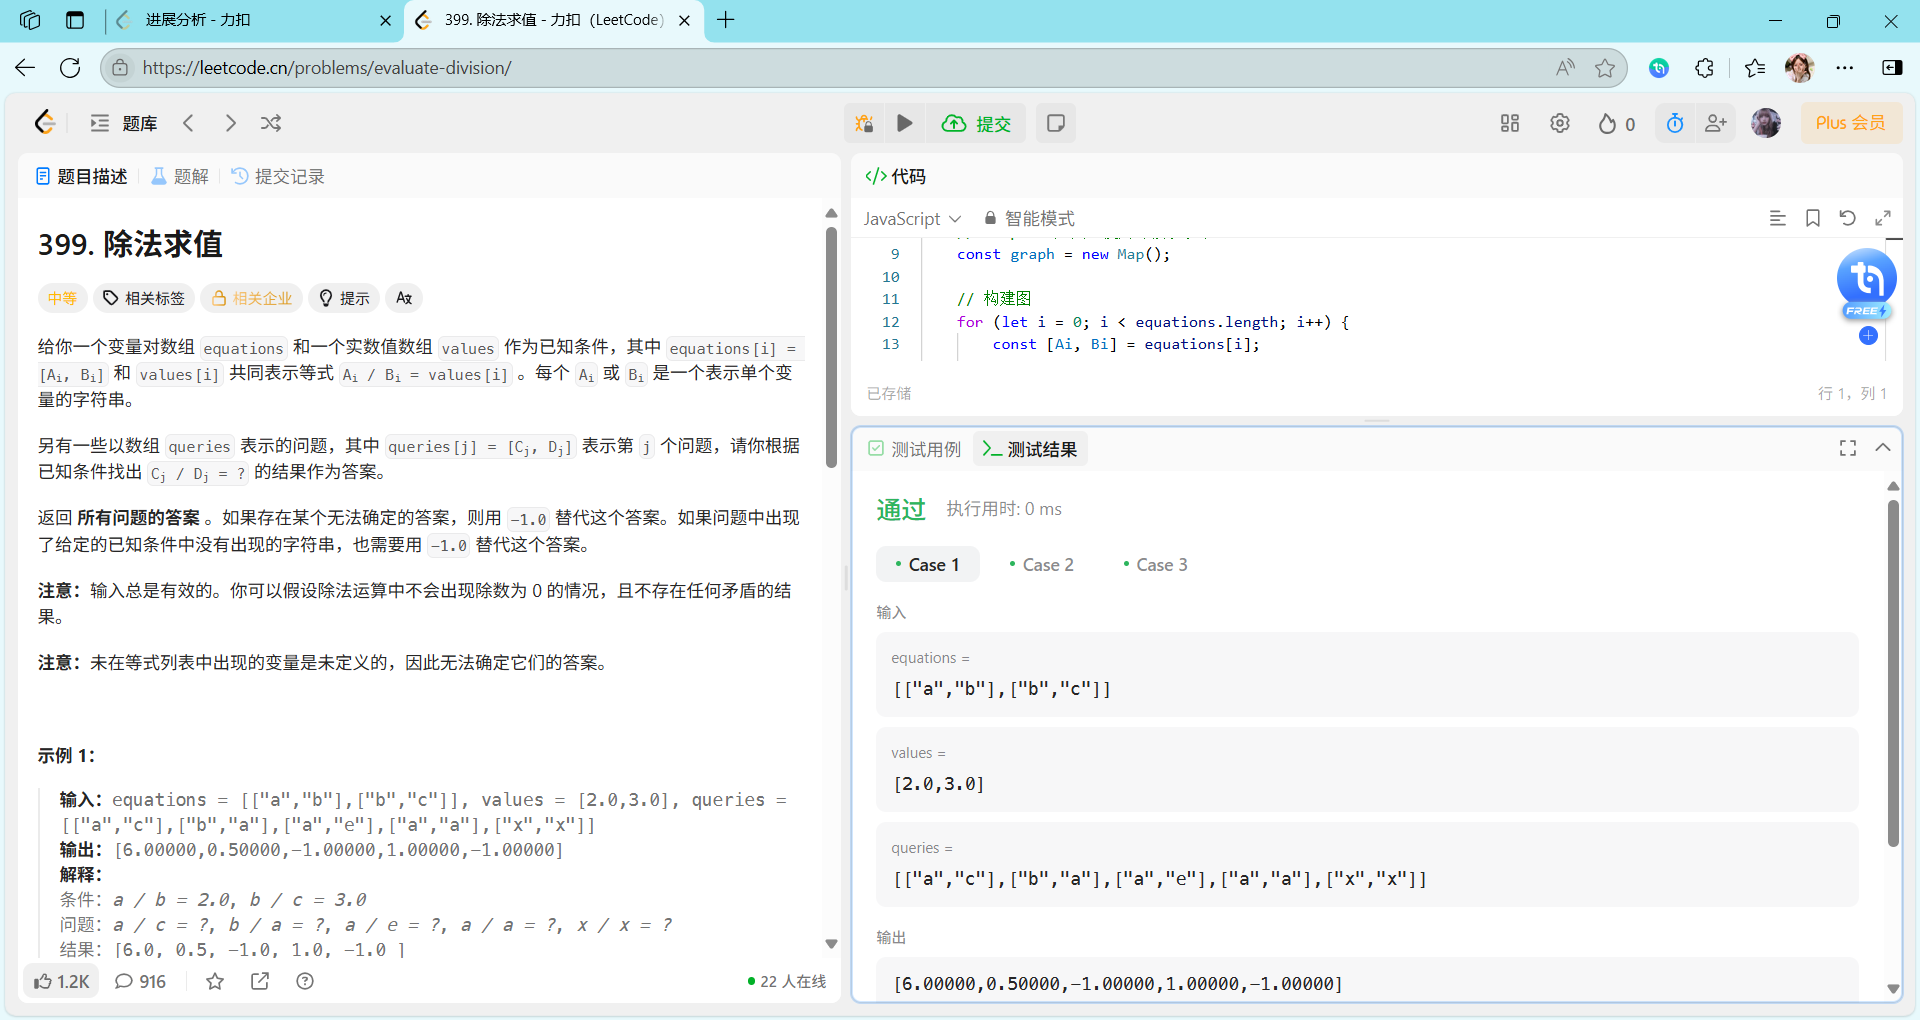 进展分析 - 力扣
399. 除法求值 - 力扣（LeetCode）
https://leetcode.cn/problems/evaluate-division/
题库
提交
0
Plus 会员
题目描述
题解
提交记录
399. 除法求值
中等
相关标签
相关企业
提示
给你一个变量对数组 equations 和一个实数值数组 values 作为已知条件，其中 equations[i] =
[Ai, Bi] 和 values[i] 共同表示等式 Ai / Bi = values[i] 。每个 Ai 或 Bi 是一个表示单个变
量的字符串。
另有一些以数组 queries 表示的问题，其中 queries[j] = [Cj, Dj] 表示第 j 个问题，请你根据
已知条件找出 Cj / Dj = ? 的结果作为答案。
返回 所有问题的答案 。如果存在某个无法确定的答案，则用 -1.0 替代这个答案。如果问题中出现
了给定的已知条件中没有出现的字符串，也需要用 -1.0 替代这个答案。
注意：输入总是有效的。你可以假设除法运算中不会出现除数为 0 的情况，且不存在任何矛盾的结
果。
注意：未在等式列表中出现的变量是未定义的，因此无法确定它们的答案。
示例 1：
输入：equations = [["a","b"],["b","c"]], values = [2.0,3.0], queries =
[["a","c"],["b","a"],["a","e"],["a","a"],["x","x"]]
输出：[6.00000,0.50000,-1.00000,1.00000,-1.00000]
解释：
条件：a / b = 2.0, b / c = 3.0
问题：a / c = ?, b / a = ?, a / e = ?, a / a = ?, x / x = ?
结果：[6.0, 0.5, -1.0, 1.0, -1.0 ]
1.2K
916
22 人在线
</> 代码
JavaScript
智能模式
9 const graph = new Map();
10
11 // 构建图
12 for (let i = 0; i < equations.length; i++) {
13 const [Ai, Bi] = equations[i];
FREE
已存储
行 1，列 1
测试用例
测试结果
通过
执行用时: 0 ms
Case 1
Case 2
Case 3
输入
equations =
[["a","b"],["b","c"]]
values =
[2.0,3.0]
queries =
[["a","c"],["b","a"],["a","e"],["a","a"],["x","x"]]
输出
[6.00000,0.50000,-1.00000,1.00000,-1.00000]